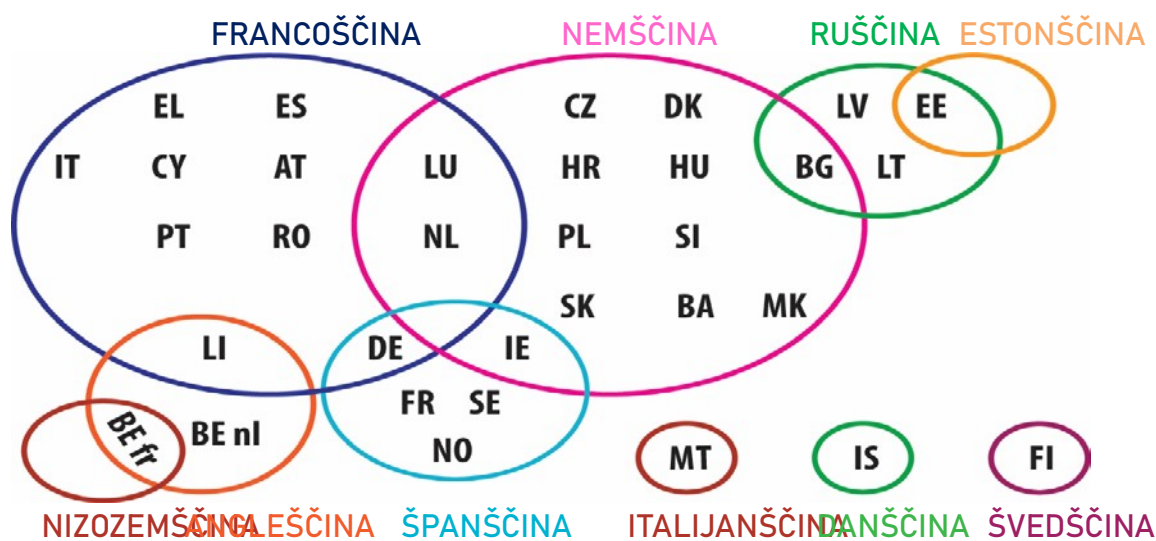 FRANCOŠČINA NEMŠČINA RUŠČINA ESTONŠČINA
EL ES CZ DK LV EE
IT CY AT LU HR HU BG LT
PT RO NL PL SI
SK BA MK
LI DE IE
FR SE
BE fr BE nl NO MT IS FI
NIZOZEMŠČINA ANGLEŠČINA ŠPANŠČINA ITALIJANŠČINA DANŠČINA ŠVEDŠČINA